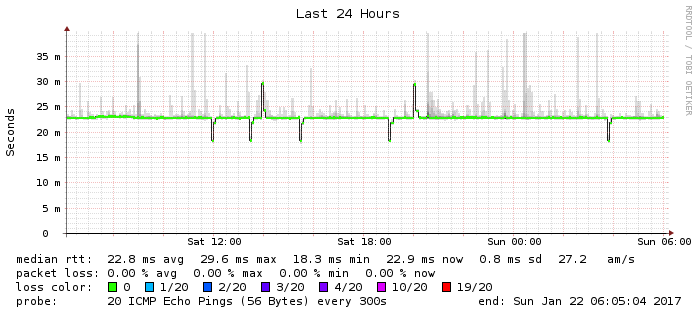 Last 24 Hours
RRDTOOL / TOBI OETIKER
Seconds
35 m
30 m
25 m
20 m
15 m
10 m
5 m
0
Sat 12:00 Sat 18:00 Sun 00:00 Sun 06:00
median rtt: 22.8 ms avg 29.6 ms max 18.3 ms min 22.9 ms now 0.8 ms sd 27.2 am/s
packet loss: 0.00 % avg 0.00 % max 0.00 % min 0.00 % now
loss color: 0 1/20 2/20 3/20 4/20 10/20 19/20
probe: 20 ICMP Echo Pings (56 Bytes) every 300s end: Sun Jan 22 06:05:04 2017